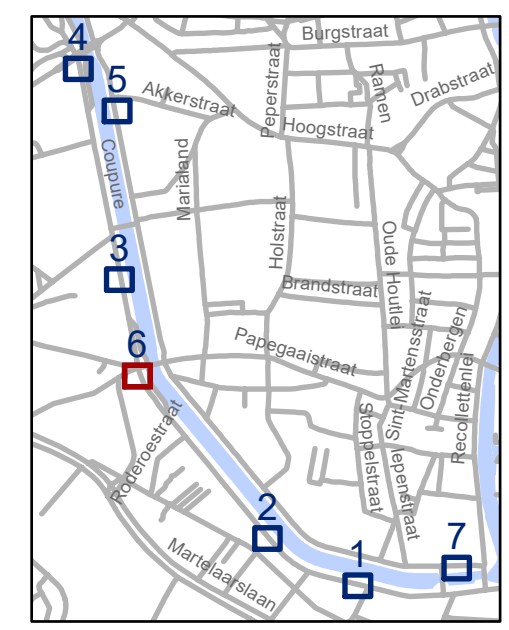 Burgstraat
4
Peperstraat
Ramen
Drabstraat
5
Akkerstraat
Hoogstraat
Coupure
Marialand
Holstraat
Oude Houtlei
3
Brandstraat
Sint-Martensstraat
Onderbergen
Recollettenlei
6
Papegaaistraat
Roderoestraat
Stoppelstraat
Iepenstraat
2
1
7
Martelaarslaan